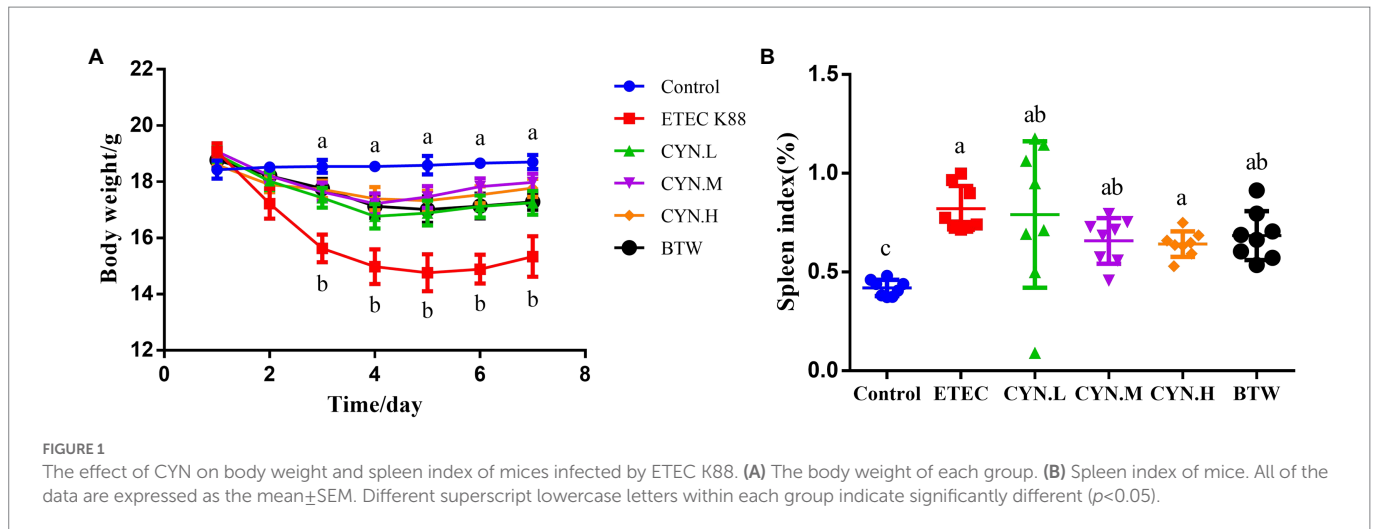 A
22
20
18
16
14
12
0
2
4
6
8
Body weight/g
Time/day
a
a
a
a
a
b
b
b
b
b
Control
ETEC K88
CYN.L
CYN.M
CYN.H
BTW
B
1.5
1.0
0.5
0.0
Spleen index(%)
c
a
ab
ab
a
ab
Control
ETEC
CYN.L
CYN.M
CYN.H
BTW
FIGURE 1
The effect of CYN on body weight and spleen index of mices infected by ETEC K88. (A) The body weight of each group. (B) Spleen index of mice. All of the
data are expressed as the mean±SEM. Different superscript lowercase letters within each group indicate significantly different (p<0.05).